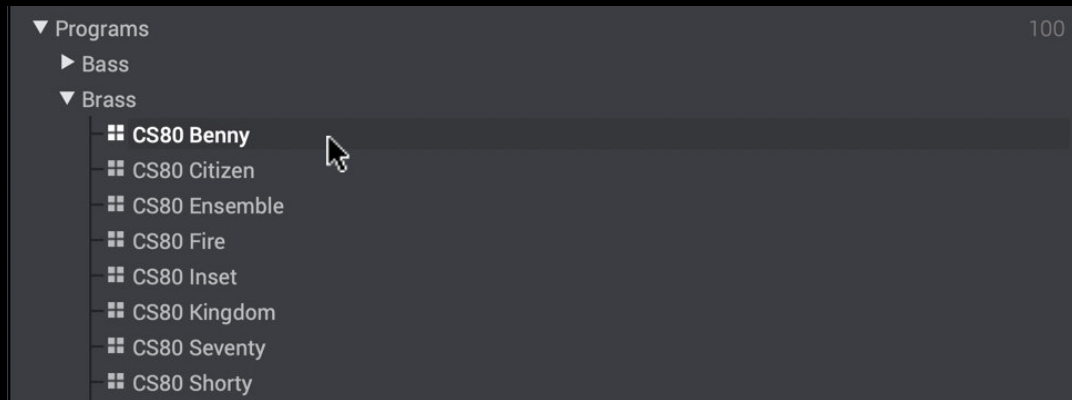 Programs 100
Bass
Brass
CS80 Benny
CS80 Citizen
CS80 Ensemble
CS80 Fire
CS80 Inset
CS80 Kingdom
CS80 Seventy
CS80 Shorty